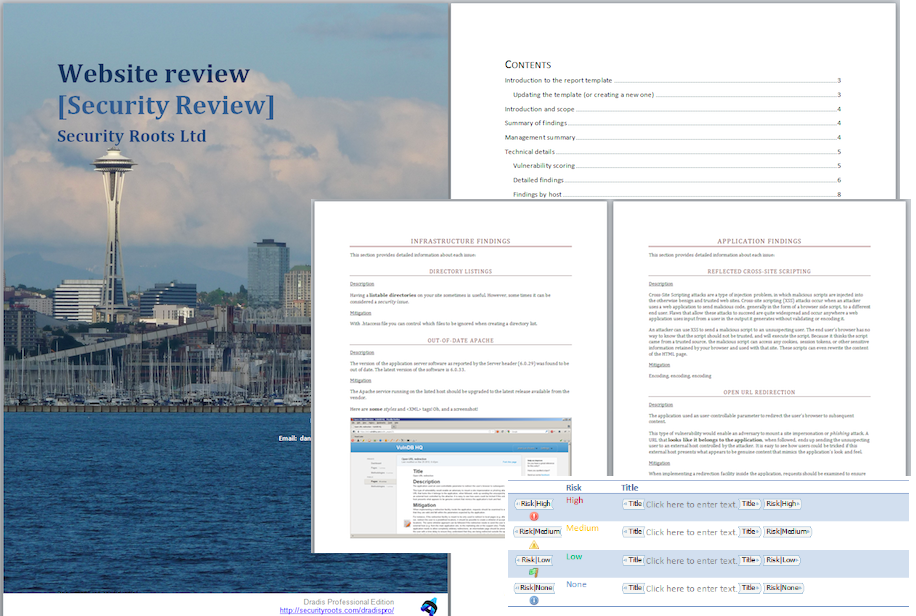 Website review
[Security Review]
Security Roots Ltd
Email: dan
Dradis Professional Edition
http://securityroots.com/dradispro/
CONTENTS
Introduction to the report template 3
Updating the template (or creating a new one) 3
Introduction and scope 4
Summary of findings 4
Management summary 4
Technical details 5
Vulnerability scoring 5
Detailed findings 6
Findings by host 8
INFRASTRUCTURE FINDINGS
This section provides detailed information about each issue:
DIRECTORY LISTINGS
Description
Having a listable directories on your site sometimes is useful. However, some times it can be
considered a security issue.
Mitigation
With .htaccess file you can control which files to be ignored when creating a directory list.
OUT-OF-DATE APACHE
Description
The version of the application server software as reported by the Server header (6.0.29) was found to be
out of date. The latest version of the software is 6.0.33.
Mitigation
The Apache service running on the listed host should be upgraded to the latest release available from the
vendor.
Here are some styles and <XML> tags! Oh, and a screenshot!
VulnDB HQ
Title
Description
Mitigation
APPLICATION FINDINGS
This section provides detailed information about each issue:
REFLECTED CROSS-SITE SCRIPTING
Description
Cross-Site Scripting attacks are a type of injection problem, in which malicious scripts are injected into
the otherwise benign and trusted web sites. Cross-site scripting (XSS) attacks occur when an attacker
uses a web application to send malicious code, generally in the form of a browser side script, to a different
end user. Flaws that allow these attacks to succeed are quite widespread and occur anywhere a web
application uses input from a user in the output it generates without validating or encoding it.
An attacker can use XSS to send a malicious script to an unsuspecting user. The end user's browser has no
way to know that the script should not be trusted, and will execute the script. Because it thinks the script
came from a trusted source, the malicious script can access any cookies, session tokens, or other sensitive
information retained by your browser and used with that site. These scripts can even rewrite the content
of the HTML page.
Mitigation
Encoding, encoding, encoding
OPEN URL REDIRECTION
Description
The application used an user-controllable parameter to redirect the user's browser to subsequent
content.
This type of vulnerability would enable an adversary to mount a site impersonation or phishing attack. A
URL that looks like it belongs to the application, when followed, ends up sending the unsuspecting
user to an external host controlled by the attacker. It is easy to see how users could be tricked if this
external host presents what appears to be genuine content that mimics the application's look and feel.
Mitigation
When implementing a redirection facility inside the application, requests should be examined to ensure
Risk Title
Risk|High High Title Click here to enter text. Title Risk|High
Risk|Medium Medium Title Click here to enter text. Title Risk|Medium
Risk|Low Low Title Click here to enter text. Title Risk|Low
Risk|None None Title Click here to enter text. Title Risk|None